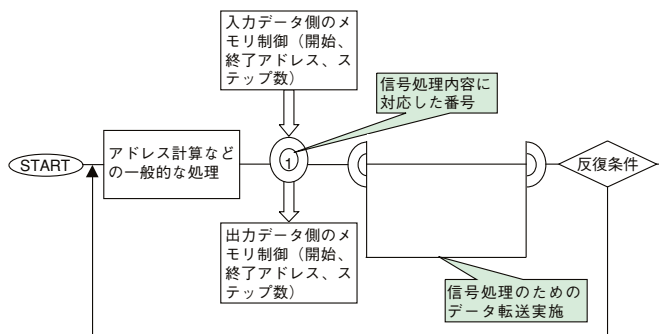 入力データ側のメ
モリ制御（開始、
終了アドレス、ス
テップ数）
信号処理内容に
対応した番号
START
アドレス計算など
の一般的な処理
1
反復条件
出力データ側のメ
モリ制御（開始、
終了アドレス、ス
テップ数）
信号処理のための
データ転送実施